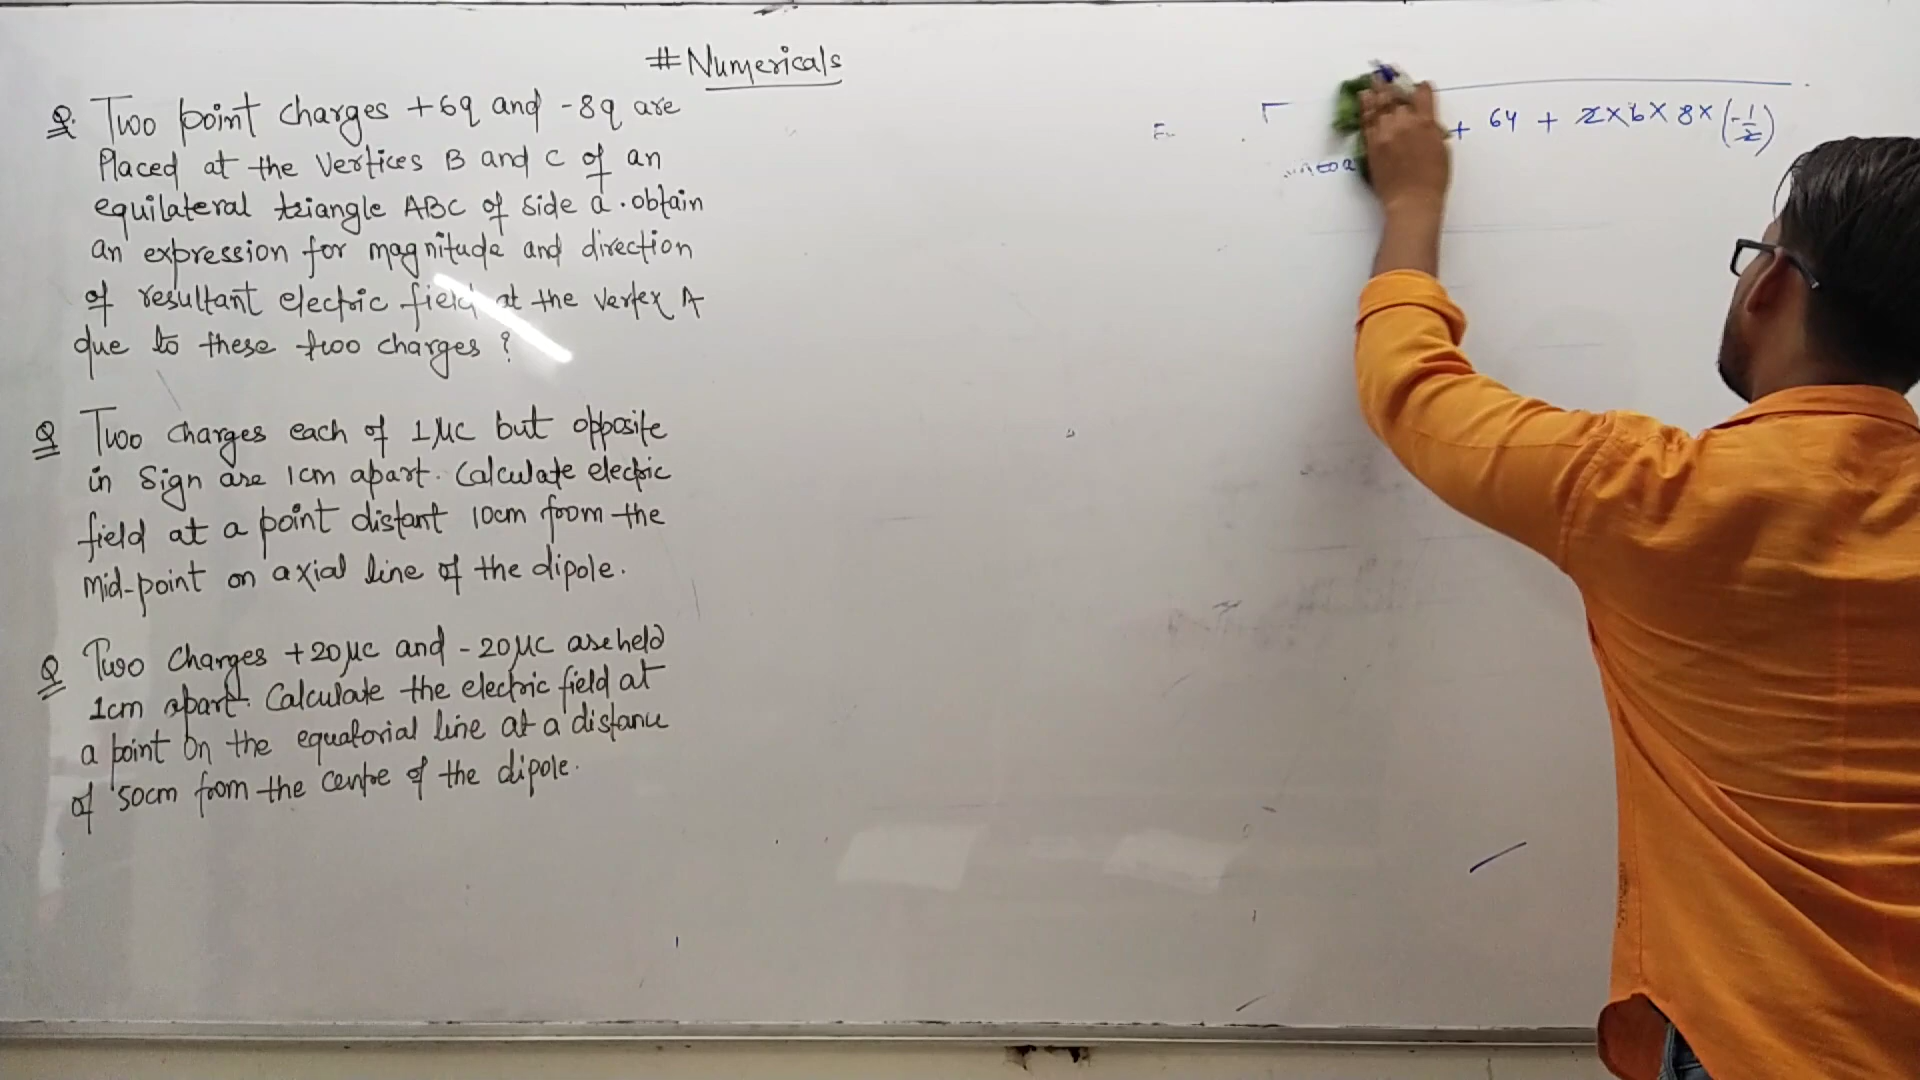 # Numericals
Q. Two point charges +6q and -8q are
Placed at the vertices B and C of an
equilateral triangle ABC of side a. obtain
an expression for magnitude and direction
of resultant electric field at the vertex A
due to these two charges ?
Q Two charges each of 1μC but opposite
in Sign are 1cm apart. Calculate electric
field at a point distant 10cm from the
mid-point on axial line of the dipole.
Q Two Charges +20μC and -20μC are held
1cm apart. Calculate the electric field at
a point on the equatorial line at a distance
of 50cm from the centre of the dipole.
+ 64 + 2×6×8×(-1/2)